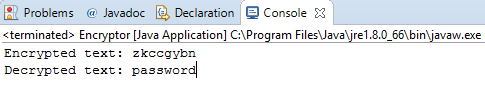 Problems @ Javadoc Declaration Console
<terminated> Encryptor [Java Application] C:\Program Files\Java\jre1.8.0_66\bin\javaw.exe
Encrypted text: zkccgybn
Decrypted text: password